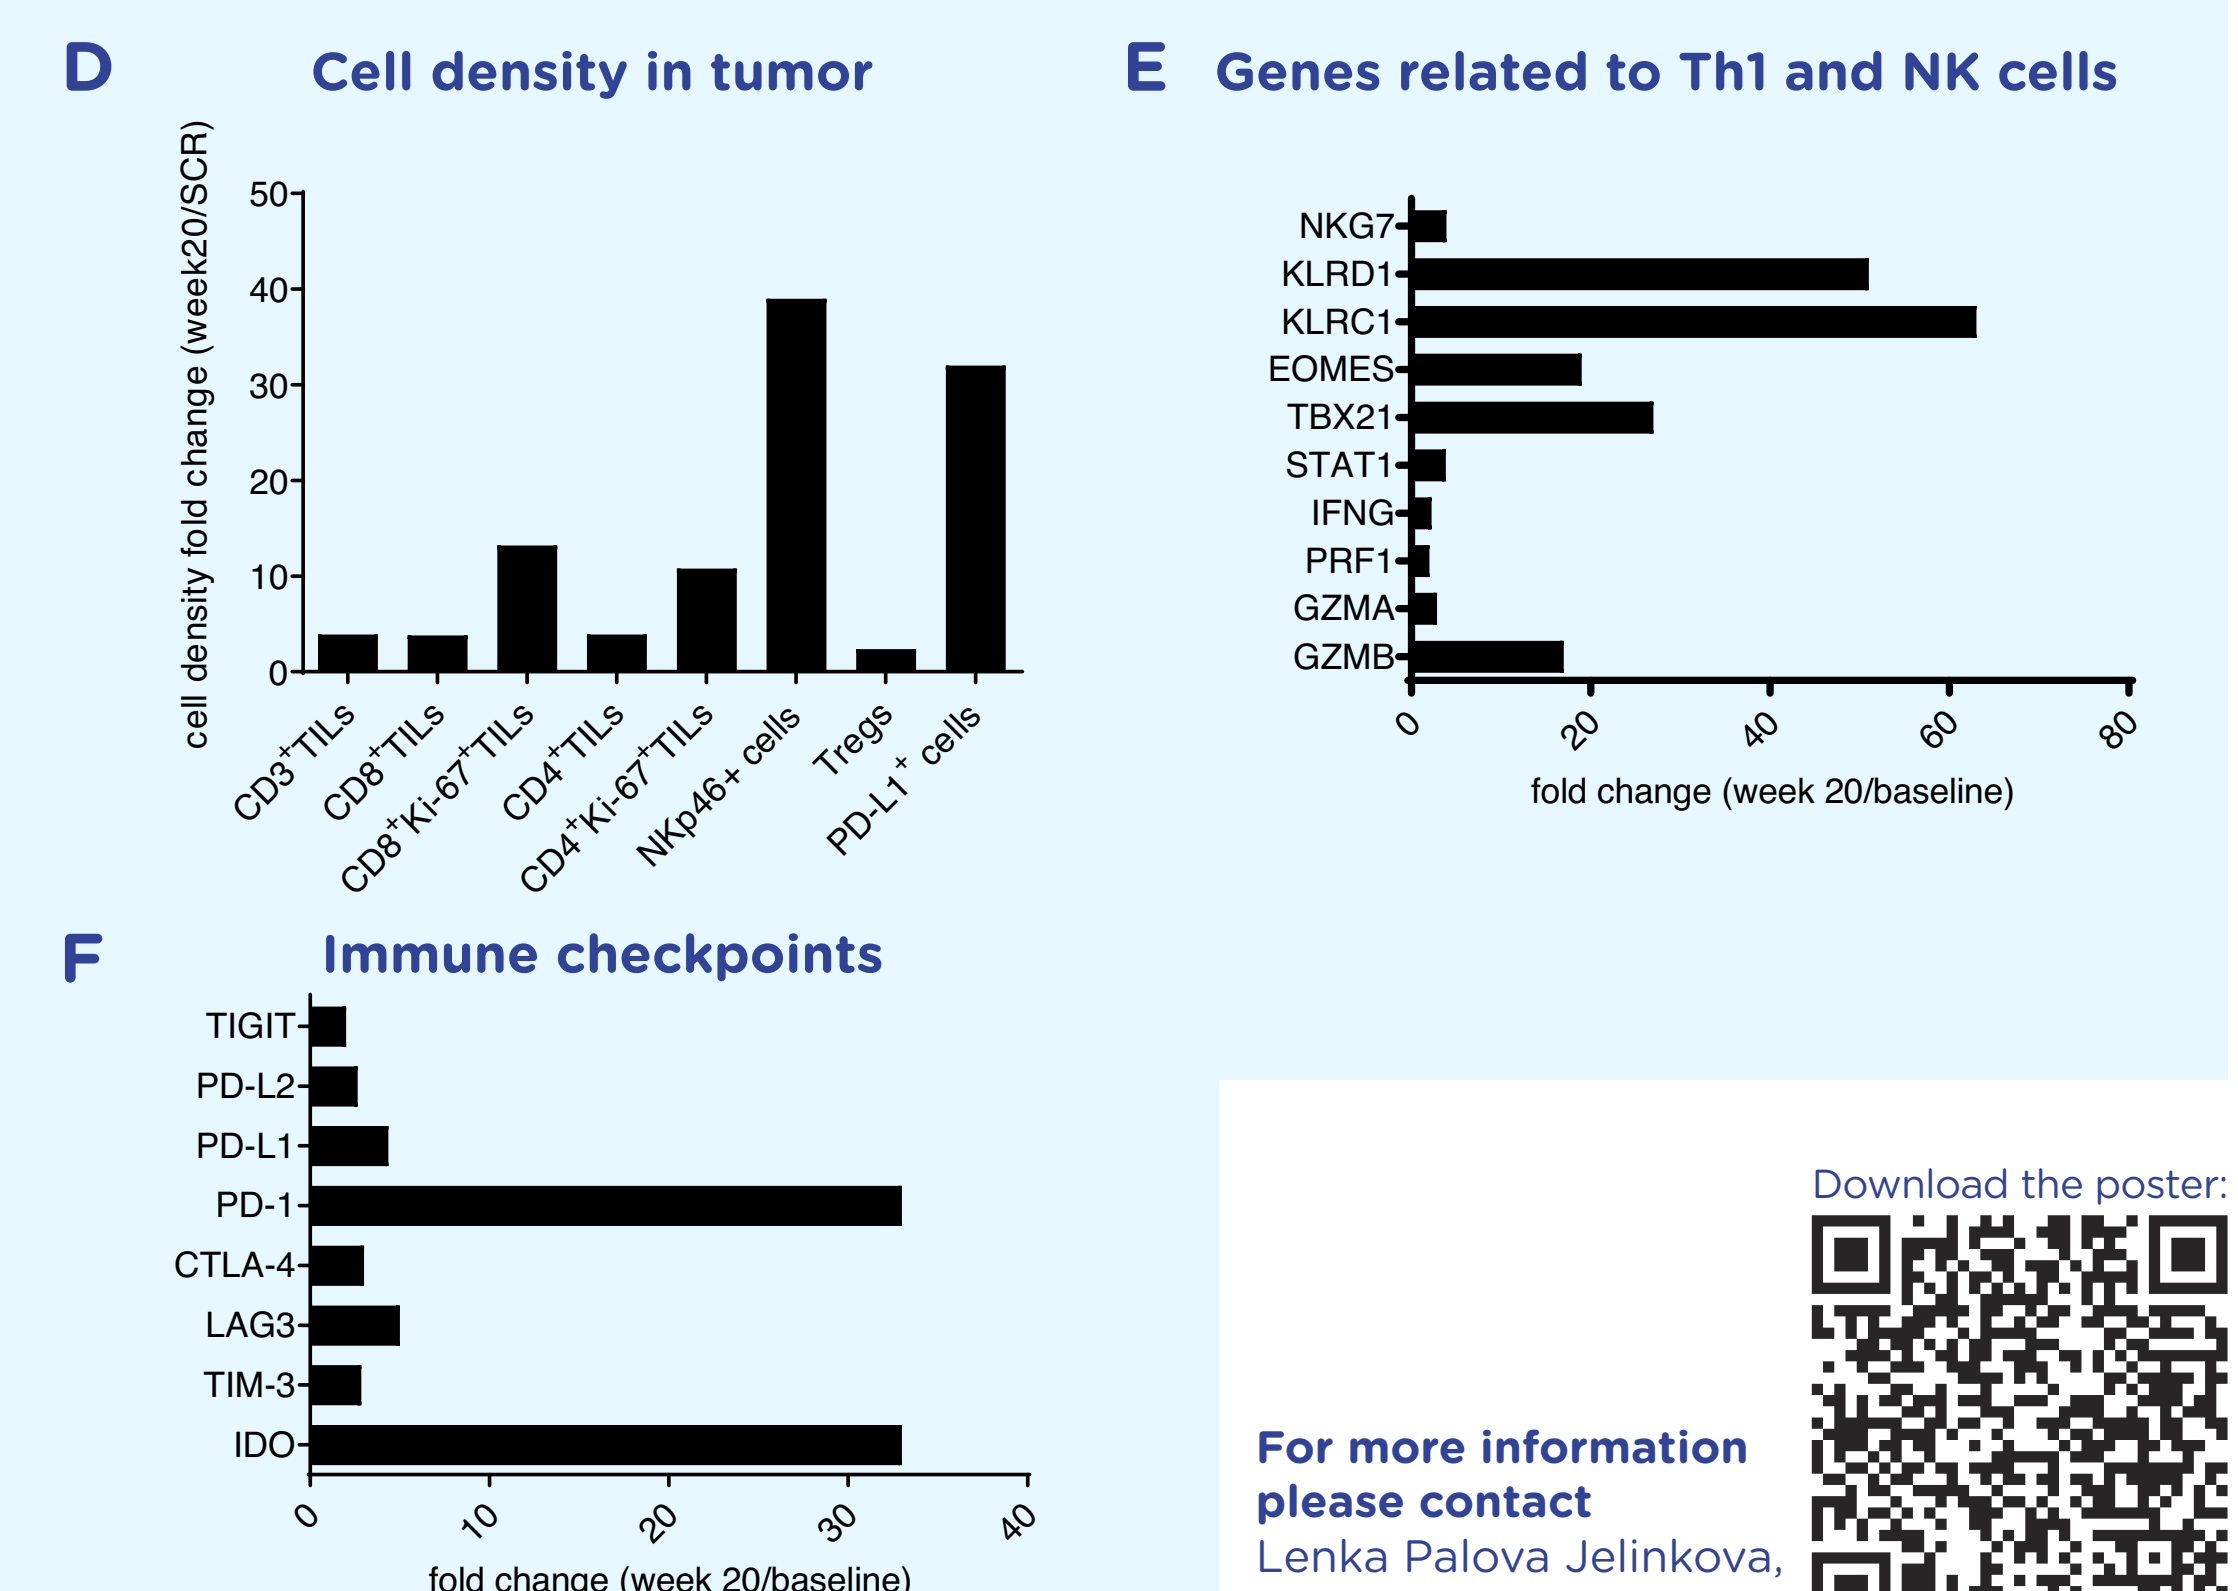 D
Cell density in tumor
cell density fold change (week20/SCR)
50
40
30
20
10
0
CD3⁺TILs
CD8⁺TILs
CD8⁺Ki-67⁺TILs
CD4⁺TILs
CD4⁺Ki-67⁺TILs
NKp46+ cells
Tregs
PD-L1⁺ cells
E
Genes related to Th1 and NK cells
NKG7
KLRD1
KLRC1
EOMES
TBX21
STAT1
IFNG
PRF1
GZMA
GZMB
0 20 40 60 80
fold change (week 20/baseline)
F
Immune checkpoints
TIGIT
PD-L2
PD-L1
PD-1
CTLA-4
LAG3
TIM-3
IDO
0 10 20 30 40
fold change (week 20/baseline)
Download the poster:
For more information
please contact
Lenka Palova Jelinkova,